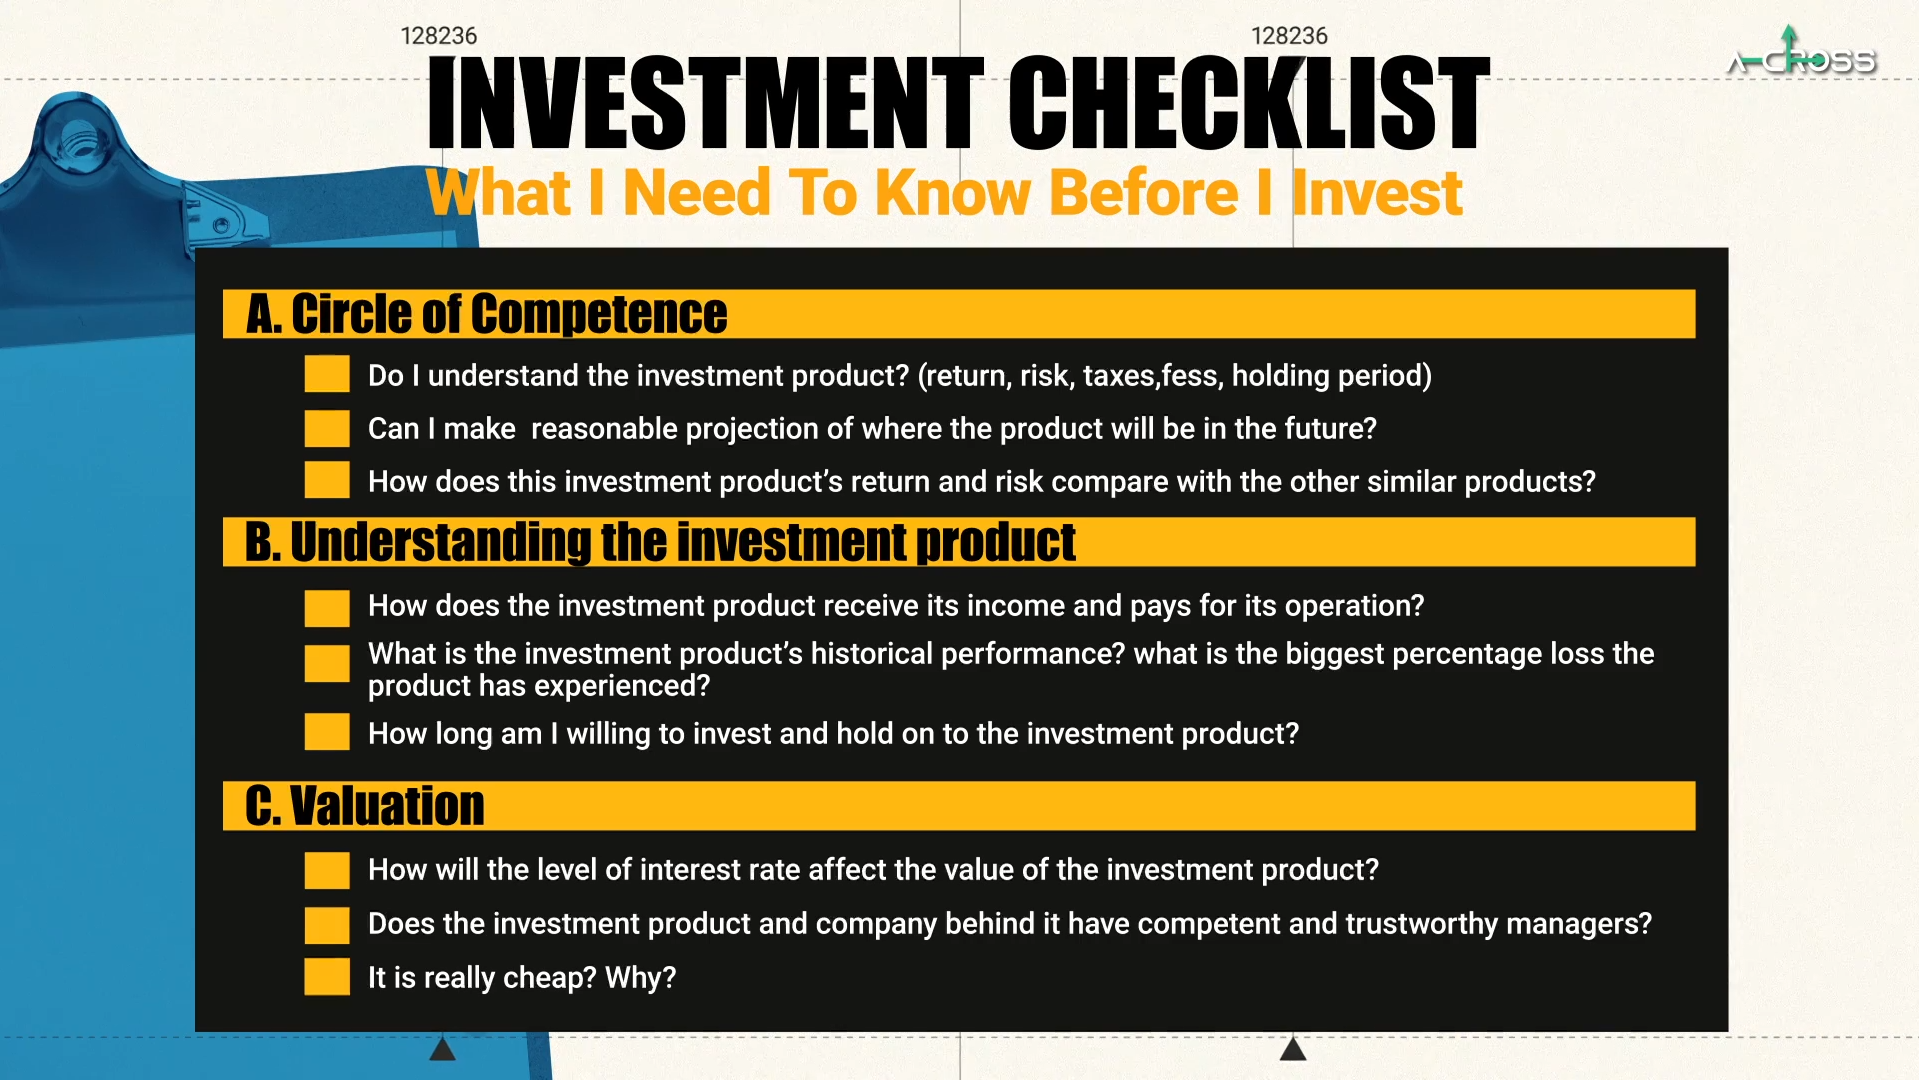 128236 128236
A-CROSS
INVESTMENT CHECKLIST
What I Need To Know Before I Invest
A. Circle of Competence
Do I understand the investment product? (return, risk, taxes,fess, holding period)
Can I make  reasonable projection of where the product will be in the future?
How does this investment product’s return and risk compare with the other similar products?
B. Understanding the investment product
How does the investment product receive its income and pays for its operation?
What is the investment product’s historical performance? what is the biggest percentage loss the
product has experienced?
How long am I willing to invest and hold on to the investment product?
C. Valuation
How will the level of interest rate affect the value of the investment product?
Does the investment product and company behind it have competent and trustworthy managers?
It is really cheap? Why?